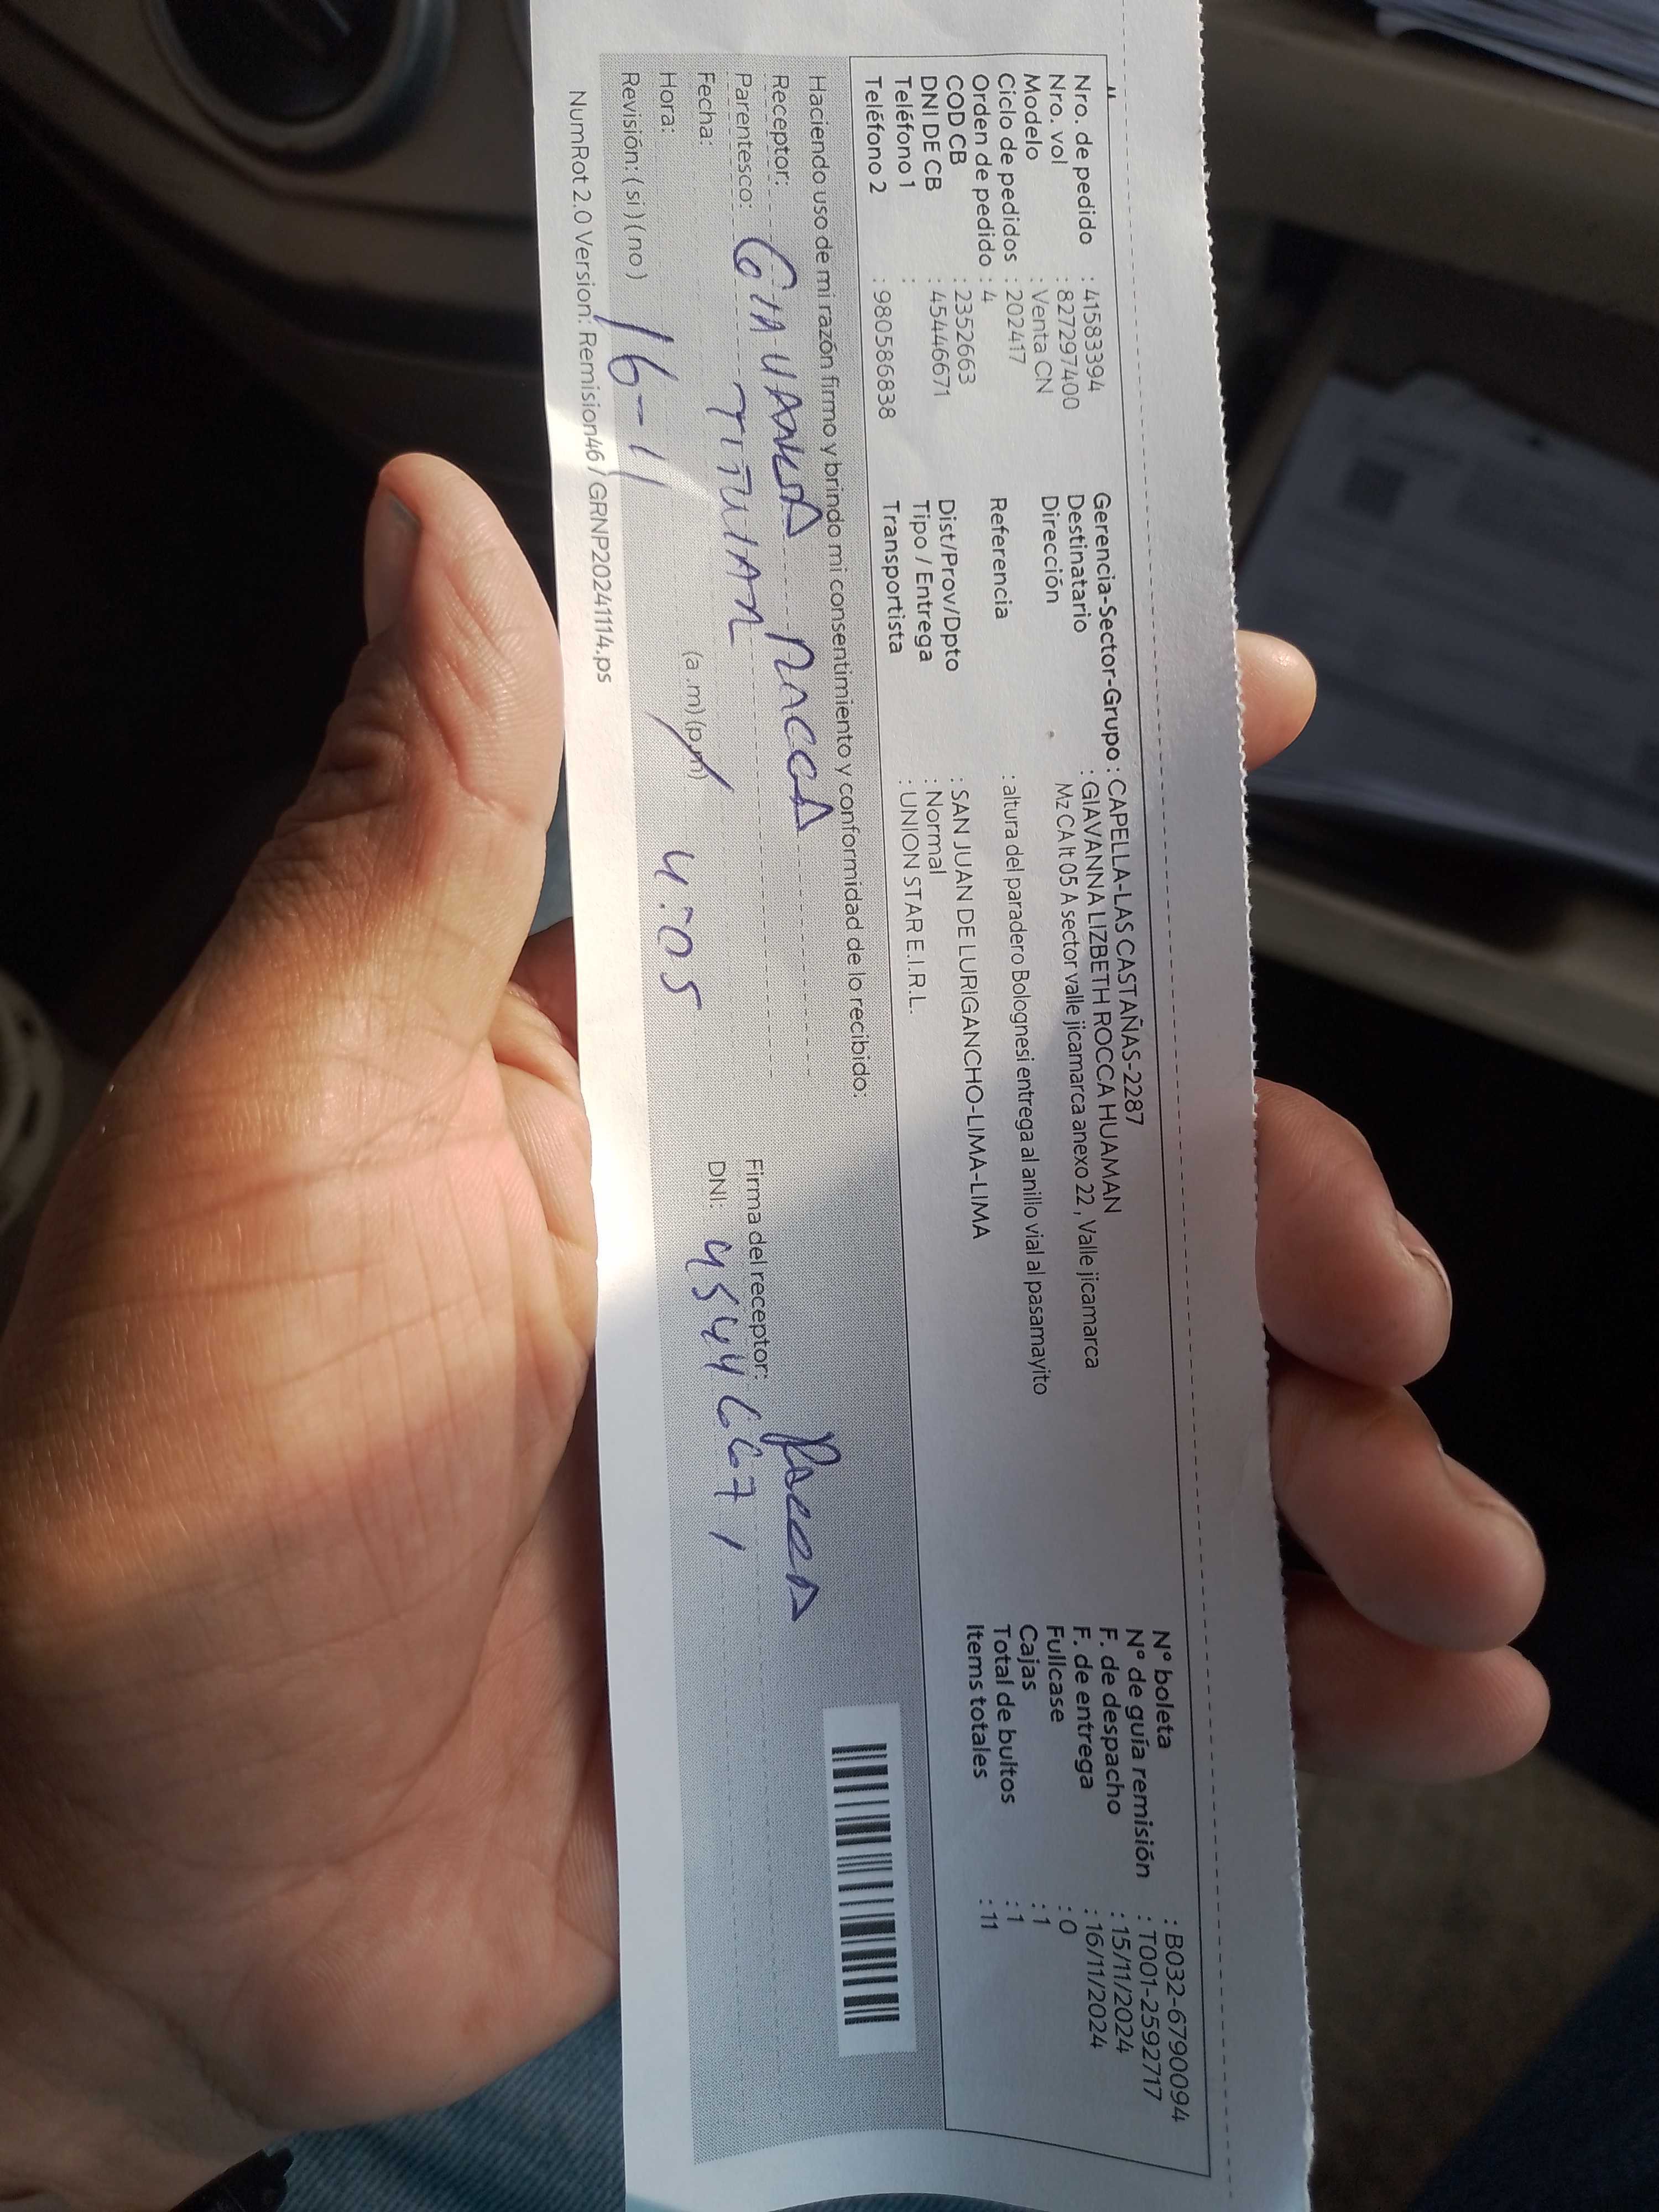 Nro. de pedido : 41583394
Nro. vol : 827297400
Modelo : Venta CN
Ciclo de pedidos : 202417
Orden de pedido : 4
COD CB : 2352663
DNI DE CB : 45446671
Teléfono 1 :
Teléfono 2 : 980586838
Gerencia-Sector-Grupo : CAPELLA-LAS CASTAÑAS-2287
Destinatario : GIAVANNA LIZBETH ROCCA HUAMAN
Dirección Mz CA lt 05 A sector valle jicamarca anexo 22 , Valle jicamarca
Referencia : altura del paradero Bolognesi entrega al anillo vial al pasamayito
Dist/Prov/Dpto : SAN JUAN DE LURIGANCHO-LIMA-LIMA
Tipo / Entrega : Normal
Transportista : UNION STAR E.I.R.L.
N° boleta : B032-6790094
N° de guía remisión : T001-2592717
F. de despacho : 15/11/2024
F. de entrega : 16/11/2024
Fullcase : 0
Cajas : 1
Total de bultos : 1
Items totales : 11
Haciendo uso de mi razón firmo y brindo mi consentimiento y conformidad de lo recibido:
Receptor: ROCCA
Parentesco: TITULAR
Fecha:
Hora: (a.m) (p.m) 4:05
Revisión: ( si ) ( no ) 16-11
Firma del receptor: Rocca
DNI: 45446671
NumRot 2.0 Version: Remision46 / GRNP20241114.ps